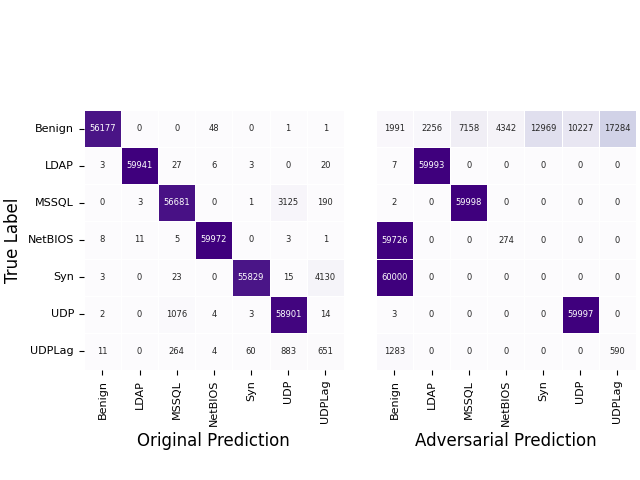 True Label
Benign 56177 0 0 48 0 1 1 1991 2256 7158 4342 12969 10227 17284
LDAP 3 59941 27 6 3 0 20 7 59993 0 0 0 0 0
MSSQL 0 3 56681 0 1 3125 190 2 0 59998 0 0 0 0
NetBIOS 8 11 5 59972 0 3 1 59726 0 0 274 0 0 0
Syn 3 0 23 0 55829 15 4130 60000 0 0 0 0 0 0
UDP 2 0 1076 4 3 58901 14 3 0 0 0 0 59997 0
UDPLag 11 0 264 4 60 883 651 1283 0 0 0 0 0 590
Benign LDAP MSSQL NetBIOS Syn UDP UDPLag Benign LDAP MSSQL NetBIOS Syn UDP UDPLag
Original Prediction Adversarial Prediction